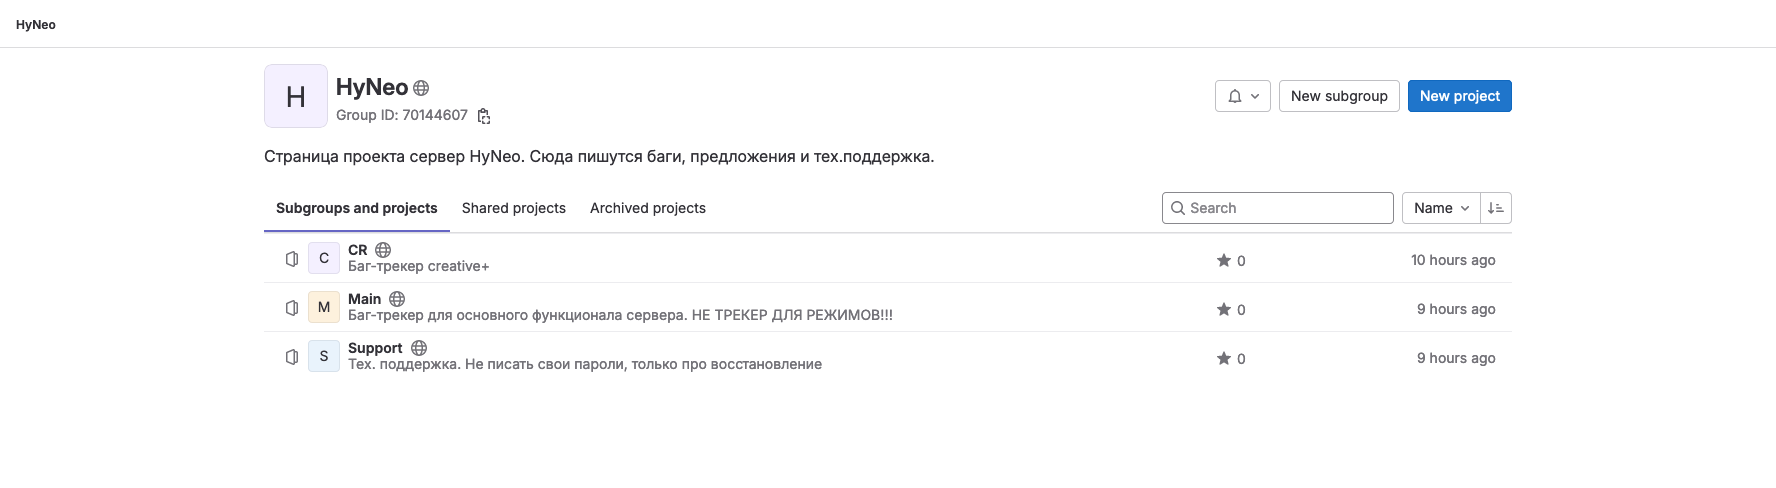 HyNeo
H
HyNeo
Group ID: 70144607
New subgroup
New project
Страница проекта сервер HyNeo. Сюда пишутся баги, предложения и тех.поддержка.
Subgroups and projects
Shared projects
Archived projects
Search
Name
C
CR
Баг-трекер creative+
0
10 hours ago
M
Main
Баг-трекер для основного функционала сервера. НЕ ТРЕКЕР ДЛЯ РЕЖИМОВ!!!
0
9 hours ago
S
Support
Тех. поддержка. Не писать свои пароли, только про восстановление
0
9 hours ago